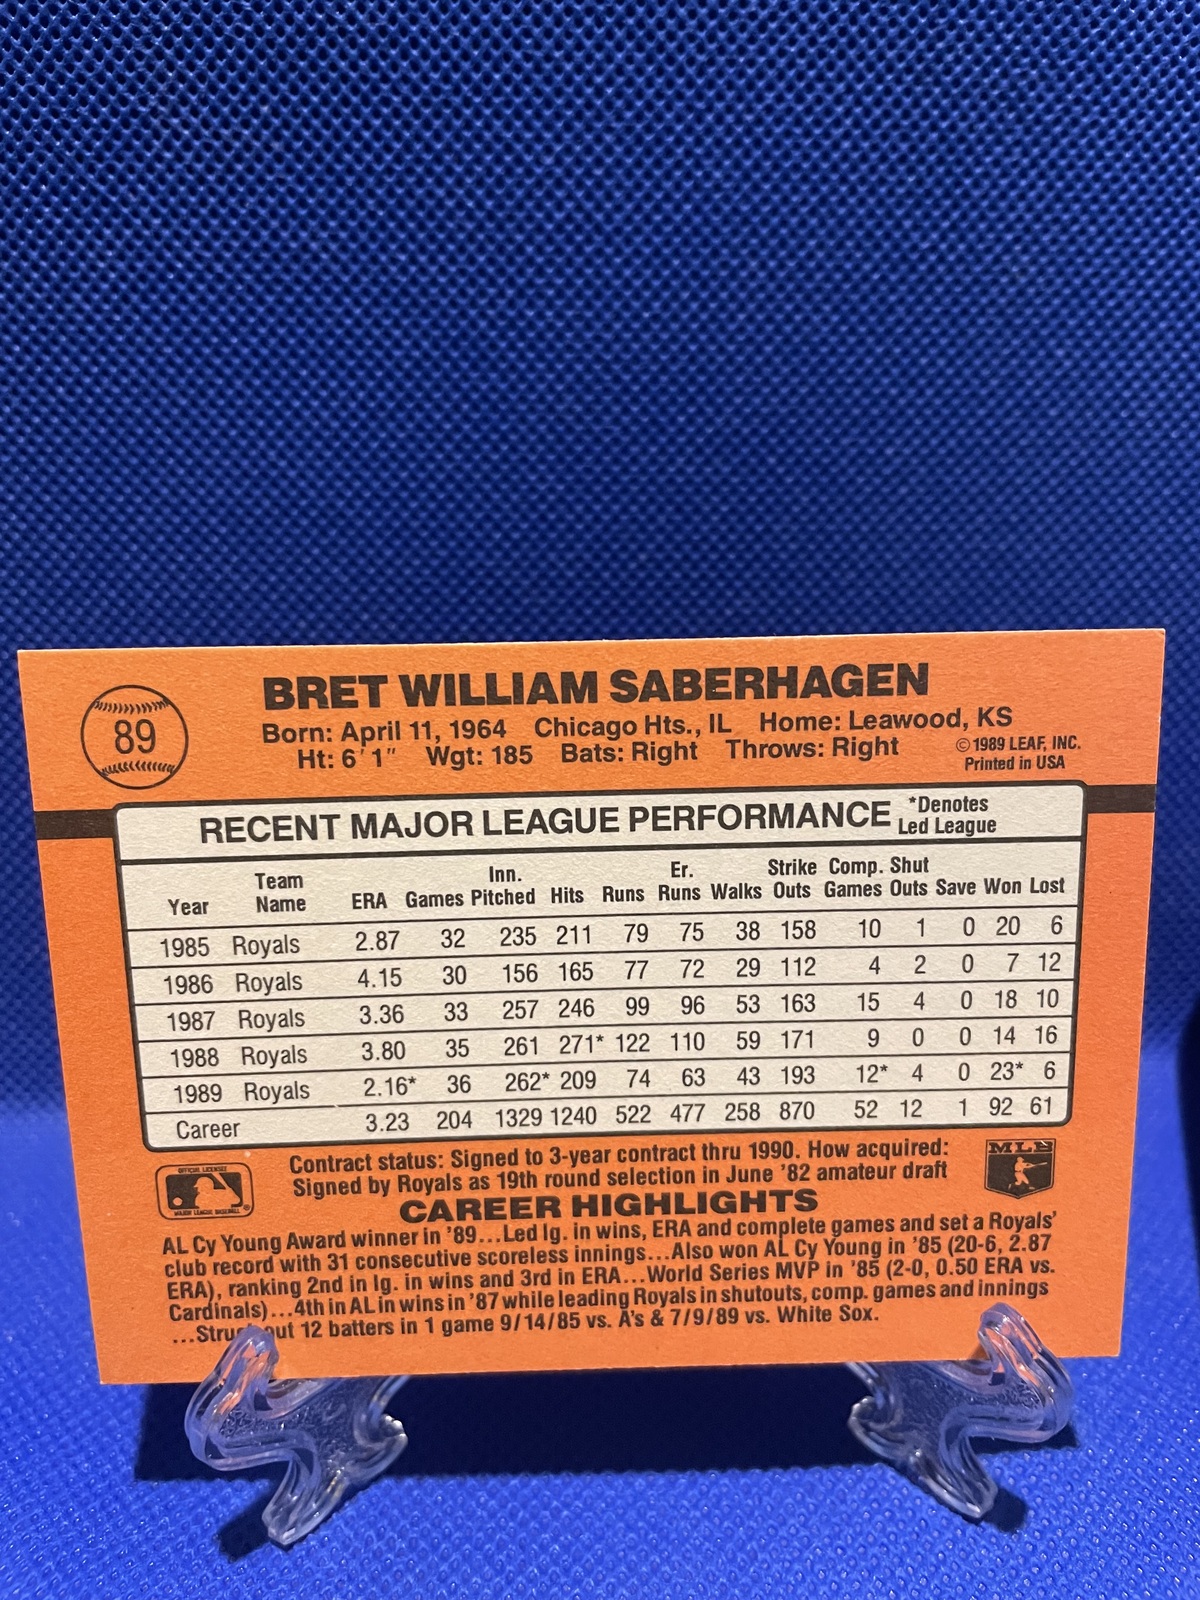 89
BRET WILLIAM SABERHAGEN
Born: April 11, 1964 Chicago Hts., IL Home: Leawood, KS
Ht: 6'1" Wgt: 185 Bats: Right Throws: Right
©1989 LEAF, INC.
Printed in USA
RECENT MAJOR LEAGUE PERFORMANCE *Denotes Led League
Year Team Name ERA Games Inn. Pitched Hits Runs Er. Runs Walks Strike Outs Comp. Games Shut Outs Save Won Lost
1985 Royals 2.87 32 235 211 79 75 38 158 10 1 0 20 6
1986 Royals 4.15 30 156 165 77 72 29 112 4 2 0 7 12
1987 Royals 3.36 33 257 246 99 96 53 163 15 4 0 18 10
1988 Royals 3.80 35 261 271* 122 110 59 171 9 0 0 14 16
1989 Royals 2.16* 36 262* 209 74 63 43 193 12* 4 0 23* 6
Career 3.23 204 1329 1240 522 477 258 870 52 12 1 92 61
Contract status: Signed to 3-year contract thru 1990. How acquired:
Signed by Royals as 19th round selection in June '82 amateur draft
OFFICIAL LICENSEE
MAJOR LEAGUE BASEBALL
MLB
CAREER HIGHLIGHTS
AL Cy Young Award winner in '89...Led lg. in wins, ERA and complete games and set a Royals'
club record with 31 consecutive scoreless innings...Also won AL Cy Young in '85 (20-6, 2.87
ERA), ranking 2nd in lg. in wins and 3rd in ERA...World Series MVP in '85 (2-0, 0.50 ERA vs.
Cardinals)...4th in AL in wins in '87 while leading Royals in shutouts, comp. games and innings
...Struck out 12 batters in 1 game 9/14/85 vs. A's & 7/9/89 vs. White Sox.